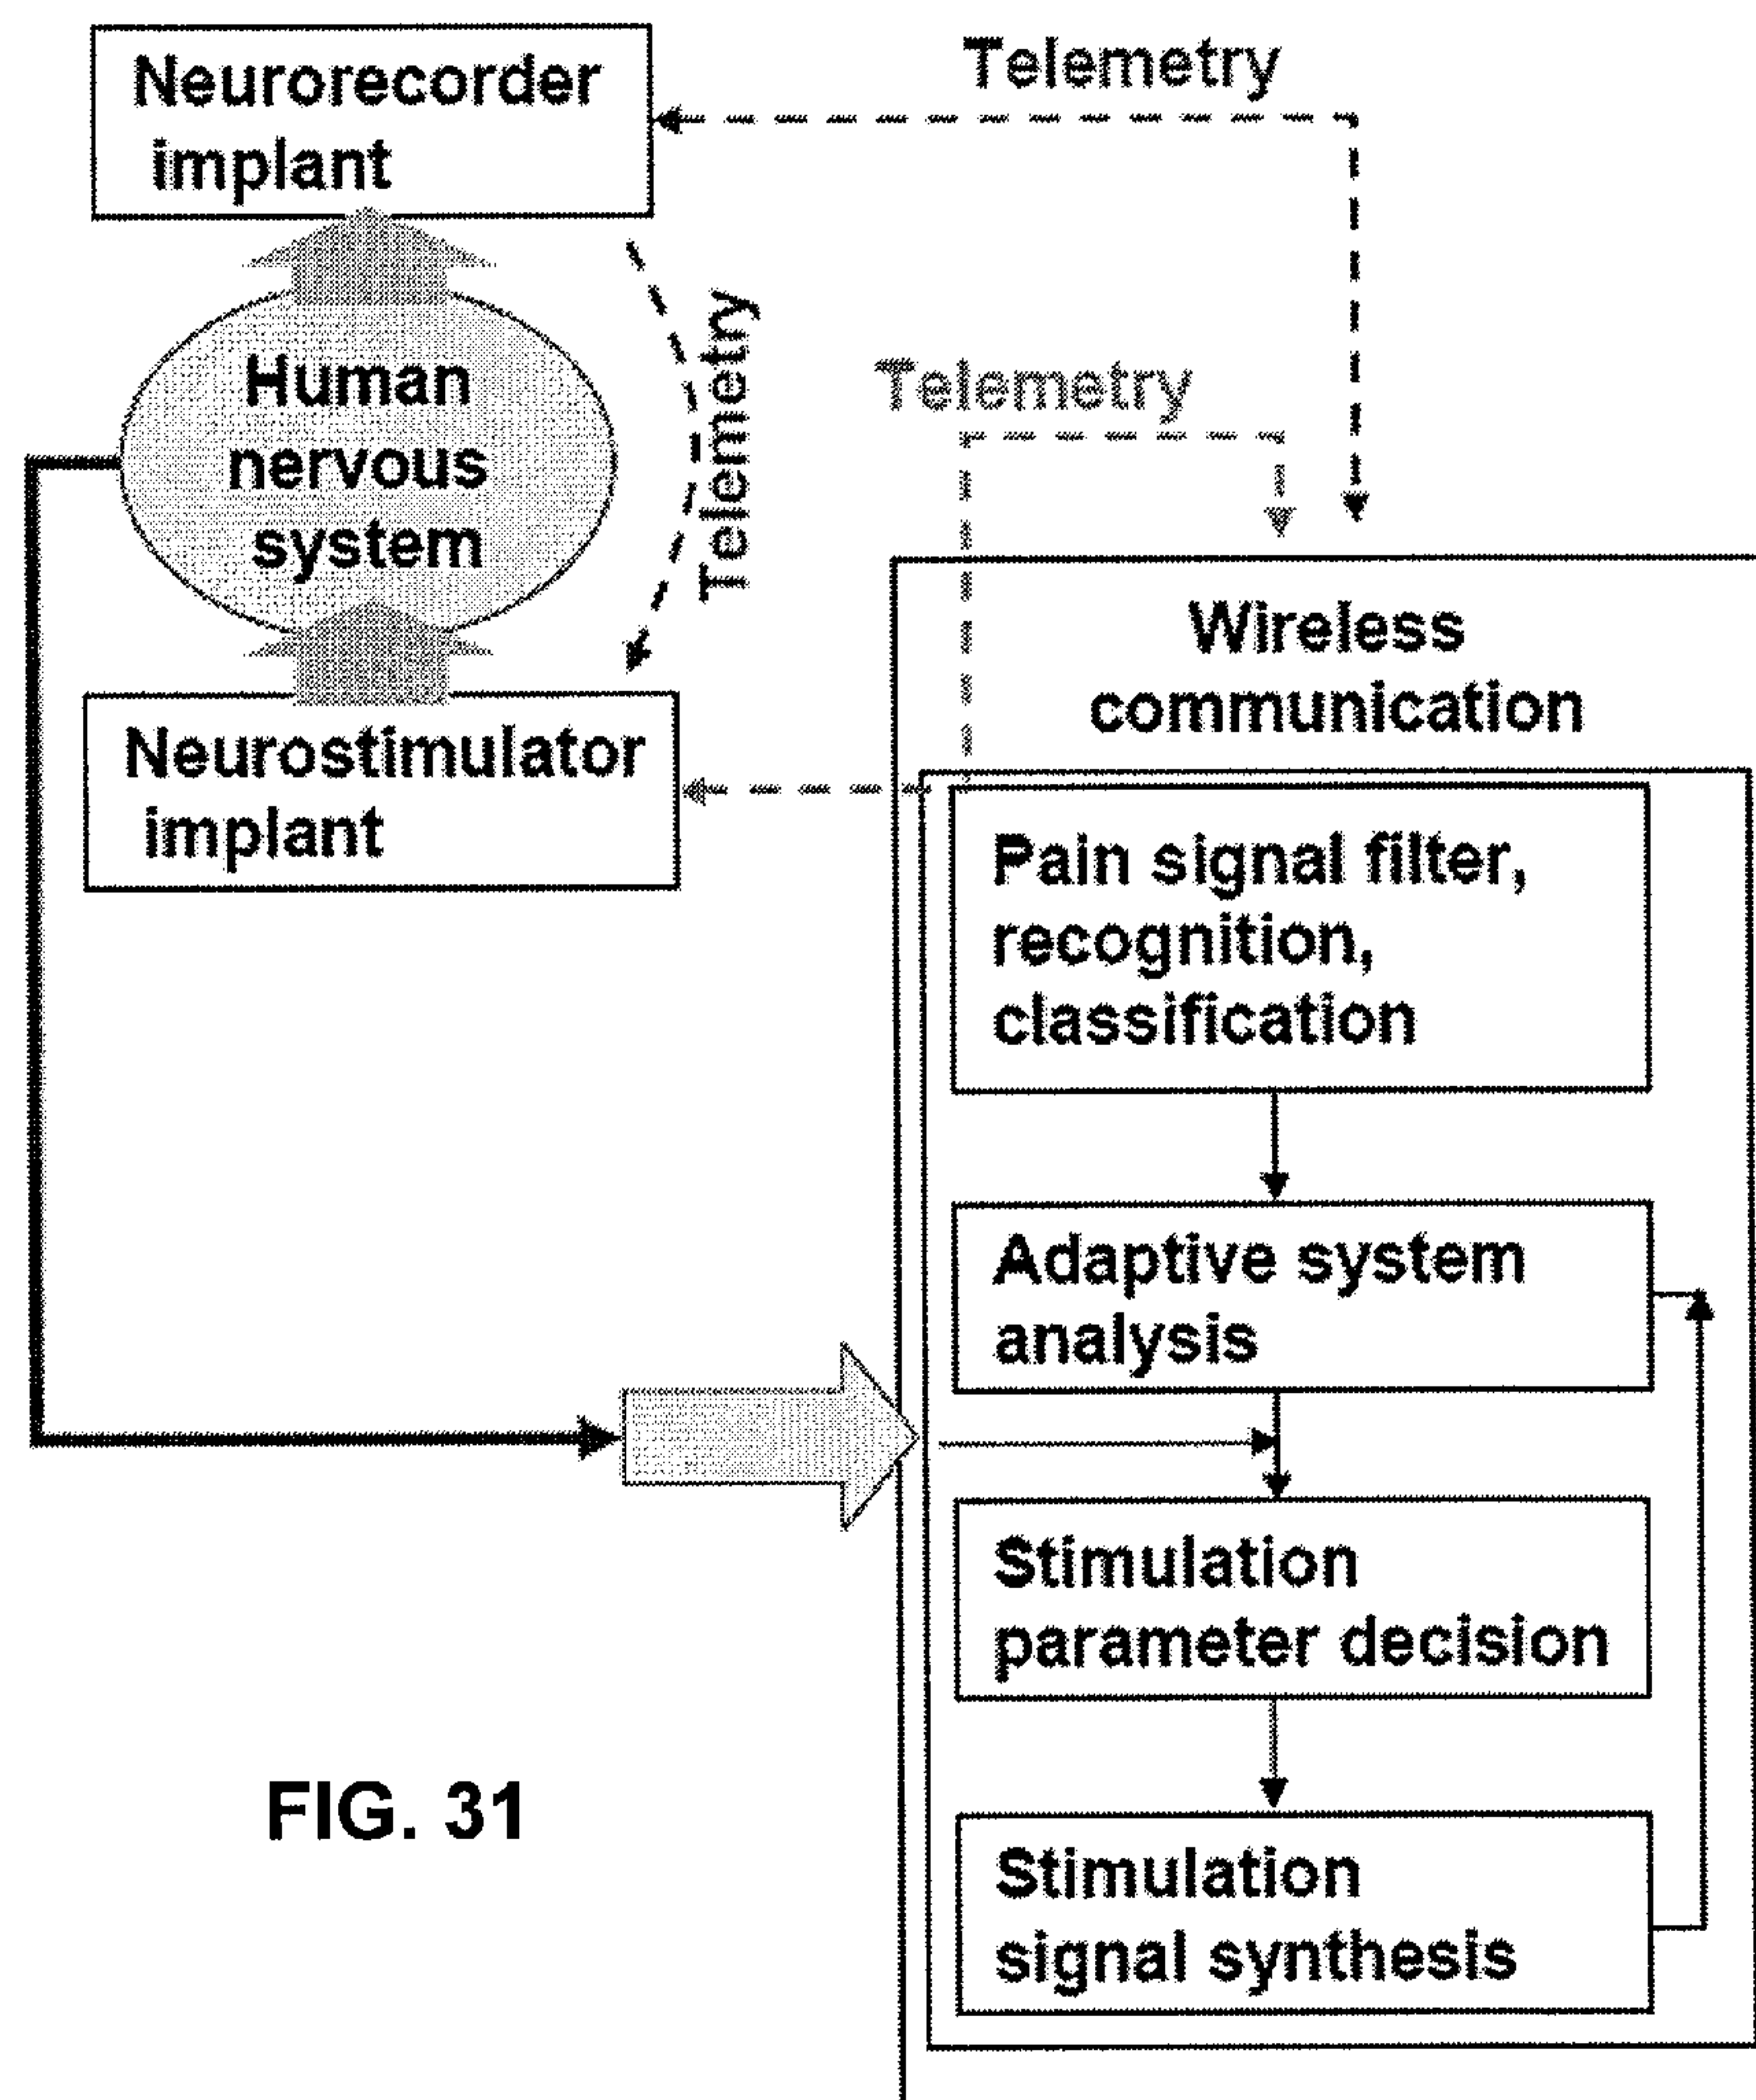 Neurorecorder
implant
Telemetry
Human
nervous
system
Telemetry
Telemetry
Neurostimulator
implant
Wireless
communication
Pain signal filter,
recognition,
classification
Adaptive system
analysis
Stimulation
parameter decision
Stimulation
signal synthesis
FIG. 31